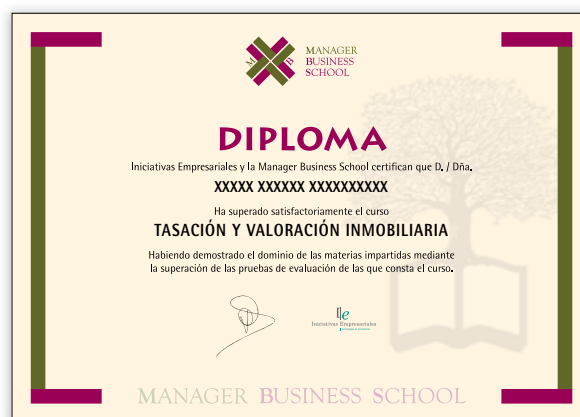 M B
MANAGER
BUSINESS
SCHOOL
DIPLOMA
Iniciativas Empresariales y la Manager Business School certifican que D. / Dña.
XXXXX XXXXXX XXXXXXXXXX
Ha superado satisfactoriamente el curso
TASACIÓN Y VALORACIÓN INMOBILIARIA
Habiendo demostrado el dominio de las materias impartidas mediante
la superación de las pruebas de evaluación de las que consta el curso.
Iniciativas Empresariales
MANAGER BUSINESS SCHOOL